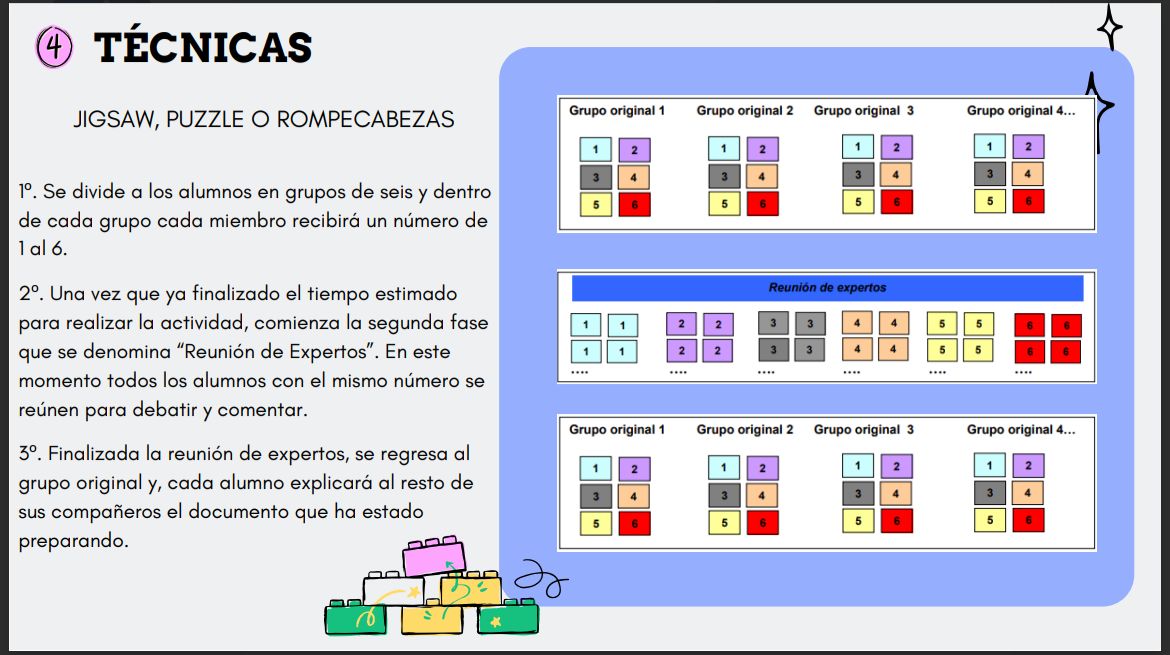 4 TÉCNICAS
JIGSAW, PUZZLE O ROMPECABEZAS
1º. Se divide a los alumnos en grupos de seis y dentro
de cada grupo cada miembro recibirá un número de
1 al 6.
2º. Una vez que ya finalizado el tiempo estimado
para realizar la actividad, comienza la segunda fase
que se denomina “Reunión de Expertos”. En este
momento todos los alumnos con el mismo número se
reúnen para debatir y comentar.
3º. Finalizada la reunión de expertos, se regresa al
grupo original y, cada alumno explicará al resto de
sus compañeros el documento que ha estado
preparando.
Grupo original 1 Grupo original 2 Grupo original 3 Grupo original 4...
1 2 1 2 1 2 1 2
3 4 3 4 3 4 3 4
5 6 5 6 5 6 5 6
Reunión de expertos
1 1 2 2 3 3 4 4 5 5 6 6
1 1 2 2 3 3 4 4 5 5 6 6
.... .... .... .... .... ....
Grupo original 1 Grupo original 2 Grupo original 3 Grupo original 4...
1 2 1 2 1 2 1 2
3 4 3 4 3 4 3 4
5 6 5 6 5 6 5 6